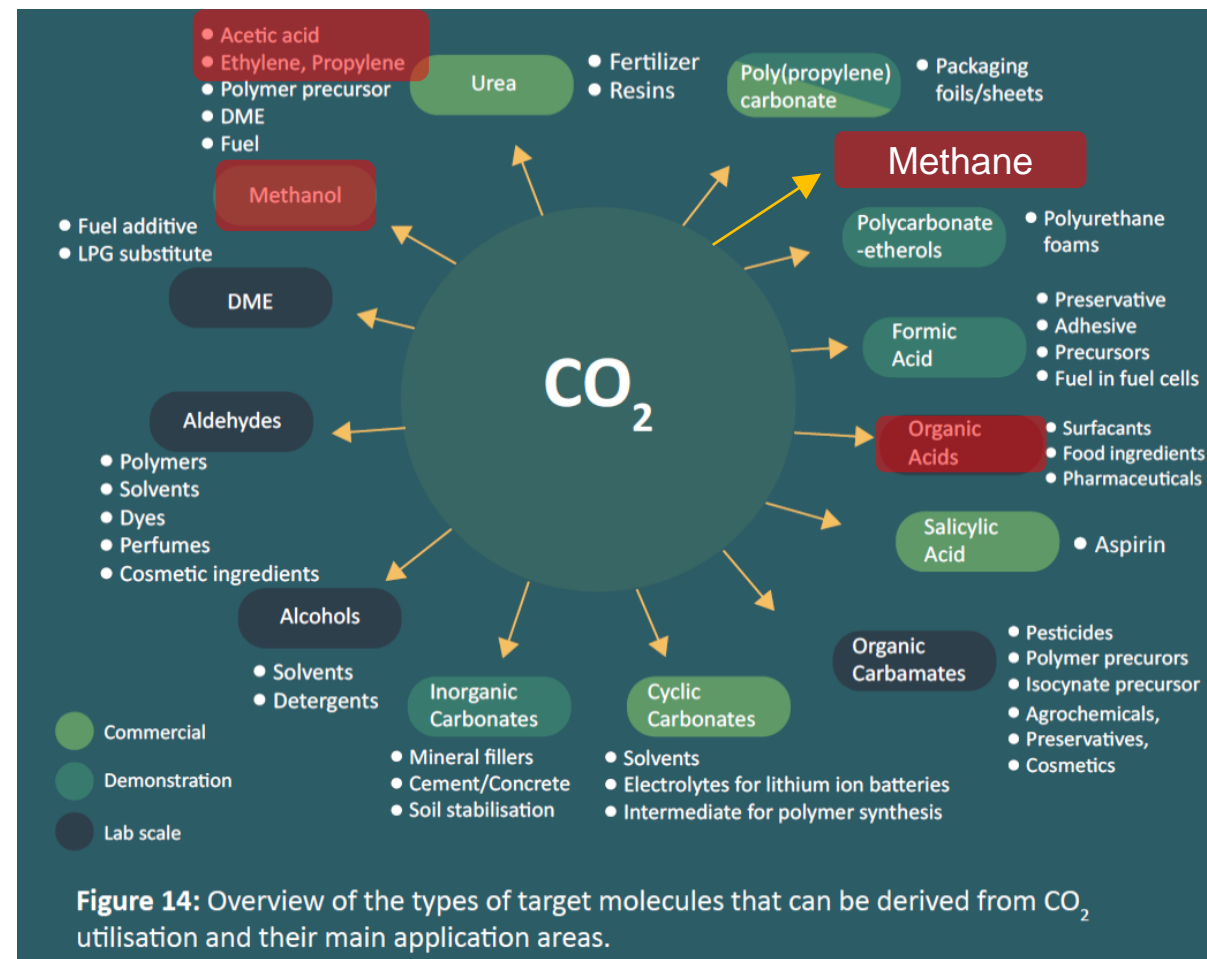 Acetic acid
Ethylene, Propylene
Polymer precursor
DME
Fuel
Urea
Fertilizer
Resins
Poly(propylene)
carbonate
Packaging
foils/sheets
Methane
Methanol
Fuel additive
LPG substitute
DME
Polycarbonate
-etherols
Polyurethane
foams
Formic
Acid
Preservative
Adhesive
Precursors
Fuel in fuel cells
CO₂
Aldehydes
Polymers
Solvents
Dyes
Perfumes
Cosmetic ingredients
Organic
Acids
Surfacants
Food ingredients
Pharmaceuticals
Salicylic
Acid
Aspirin
Alcohols
Solvents
Detergents
Inorganic
Carbonates
Mineral fillers
Cement/Concrete
Soil stabilisation
Cyclic
Carbonates
Solvents
Electrolytes for lithium ion batteries
Intermediate for polymer synthesis
Organic
Carbamates
Pesticides
Polymer precurors
Isocynate precursor
Agrochemicals,
Preservatives,
Cosmetics
Commercial
Demonstration
Lab scale
Figure 14: Overview of the types of target molecules that can be derived from CO₂
utilisation and their main application areas.